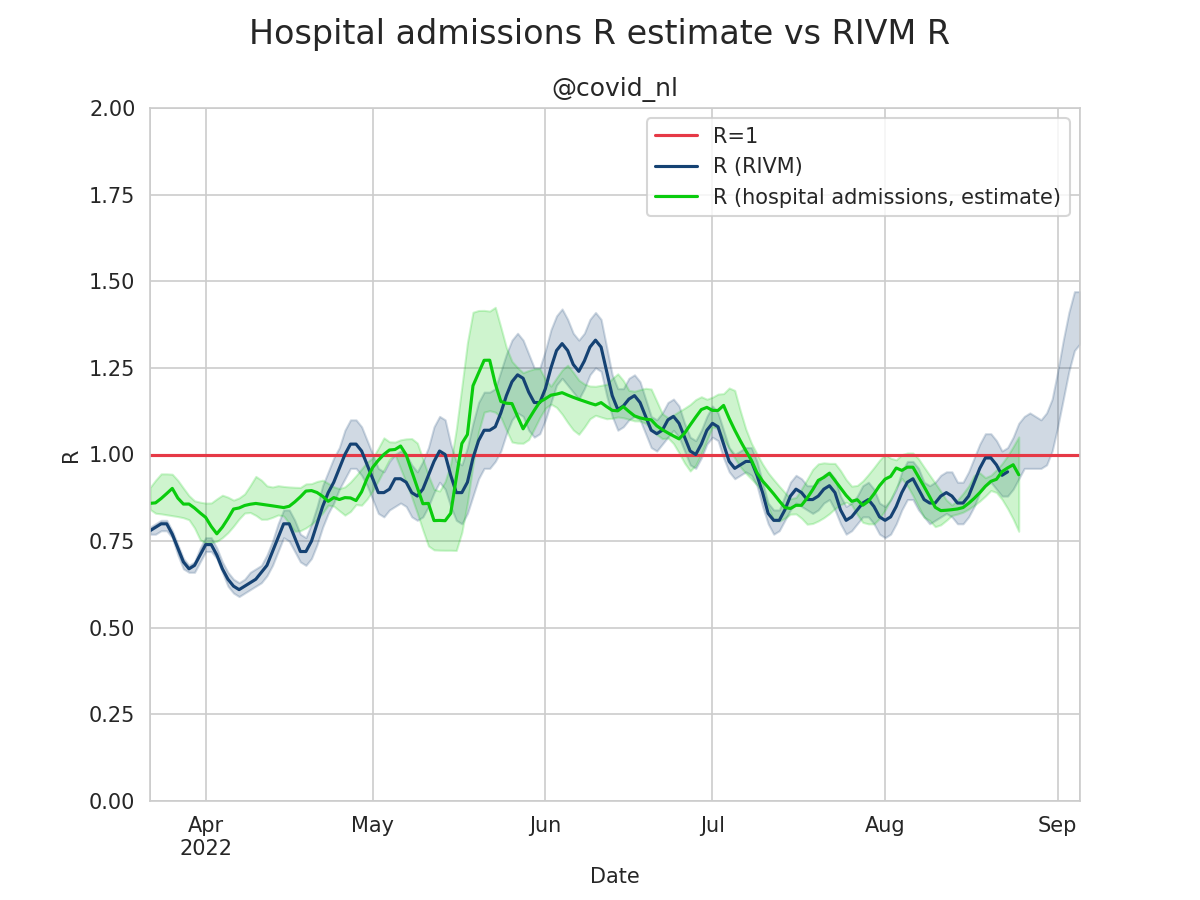 Hospital admissions R estimate vs RIVM R
@covid_nl
2.00
R=1
R (RIVM)
1.75
R (hospital admissions, estimate)
1.50
1.25
1.00
R
0.75
0.50
0.25
0.00
Apr May Jun Jul Aug Sep
2022
Date